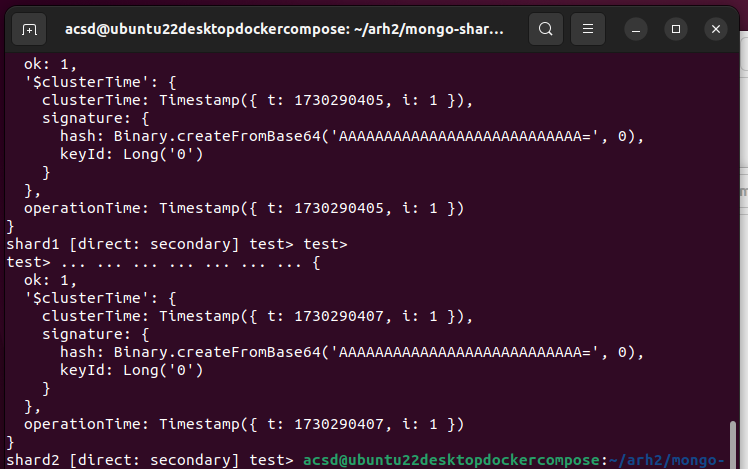 acsd@ubuntu22desktopdockercompose: ~/arh2/mongo-shar...
ok: 1,
'$clusterTime': {
clusterTime: Timestamp({ t: 1730290405, i: 1 }),
signature: {
hash: Binary.createFromBase64('AAAAAAAAAAAAAAAAAAAAAAAAAAA=', 0),
keyId: Long('0')
}
},
operationTime: Timestamp({ t: 1730290405, i: 1 })
}
shard1 [direct: secondary] test> test>
test> ... ... ... ... ... ... ... {
ok: 1,
'$clusterTime': {
clusterTime: Timestamp({ t: 1730290407, i: 1 }),
signature: {
hash: Binary.createFromBase64('AAAAAAAAAAAAAAAAAAAAAAAAAAA=', 0),
keyId: Long('0')
}
},
operationTime: Timestamp({ t: 1730290407, i: 1 })
}
shard2 [direct: secondary] test> acsd@ubuntu22desktopdockercompose:~/arh2/mongo-